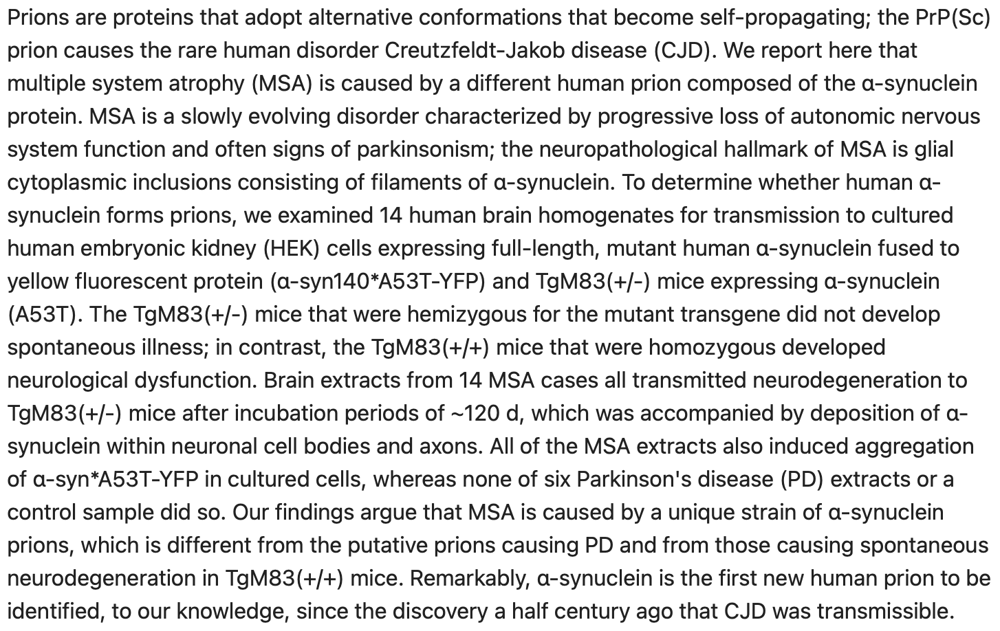 Prions are proteins that adopt alternative conformations that become self-propagating; the PrP(Sc)
prion causes the rare human disorder Creutzfeldt-Jakob disease (CJD). We report here that
multiple system atrophy (MSA) is caused by a different human prion composed of the α-synuclein
protein. MSA is a slowly evolving disorder characterized by progressive loss of autonomic nervous
system function and often signs of parkinsonism; the neuropathological hallmark of MSA is glial
cytoplasmic inclusions consisting of filaments of α-synuclein. To determine whether human α-
synuclein forms prions, we examined 14 human brain homogenates for transmission to cultured
human embryonic kidney (HEK) cells expressing full-length, mutant human α-synuclein fused to
yellow fluorescent protein (α-syn140*A53T-YFP) and TgM83(+/-) mice expressing α-synuclein
(A53T). The TgM83(+/-) mice that were hemizygous for the mutant transgene did not develop
spontaneous illness; in contrast, the TgM83(+/+) mice that were homozygous developed
neurological dysfunction. Brain extracts from 14 MSA cases all transmitted neurodegeneration to
TgM83(+/-) mice after incubation periods of ~120 d, which was accompanied by deposition of α-
synuclein within neuronal cell bodies and axons. All of the MSA extracts also induced aggregation
of α-syn*A53T-YFP in cultured cells, whereas none of six Parkinson's disease (PD) extracts or a
control sample did so. Our findings argue that MSA is caused by a unique strain of α-synuclein
prions, which is different from the putative prions causing PD and from those causing spontaneous
neurodegeneration in TgM83(+/+) mice. Remarkably, α-synuclein is the first new human prion to be
identified, to our knowledge, since the discovery a half century ago that CJD was transmissible.